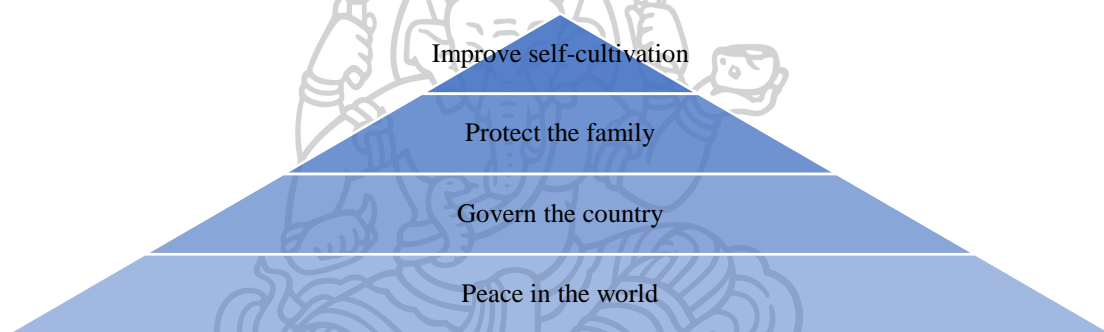 Improve self-cultivation
Protect the family
Govern the country
Peace in the world